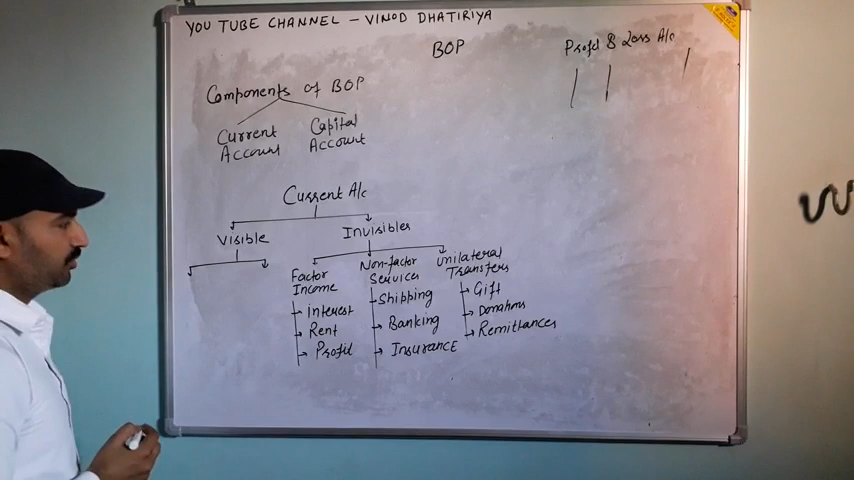 YOU TUBE CHANNEL - VINOD DHATIRIYA
BOP
Profit & Loss A/c
Components of BOP
Current Account
Capital Account
Current A/c
Visible
Invisibles
Factor Income
interest
Rent
Profit
Non-factor Services
Shipping
Banking
Insurance
Unilateral Transfers
Gift
Donations
Remittances